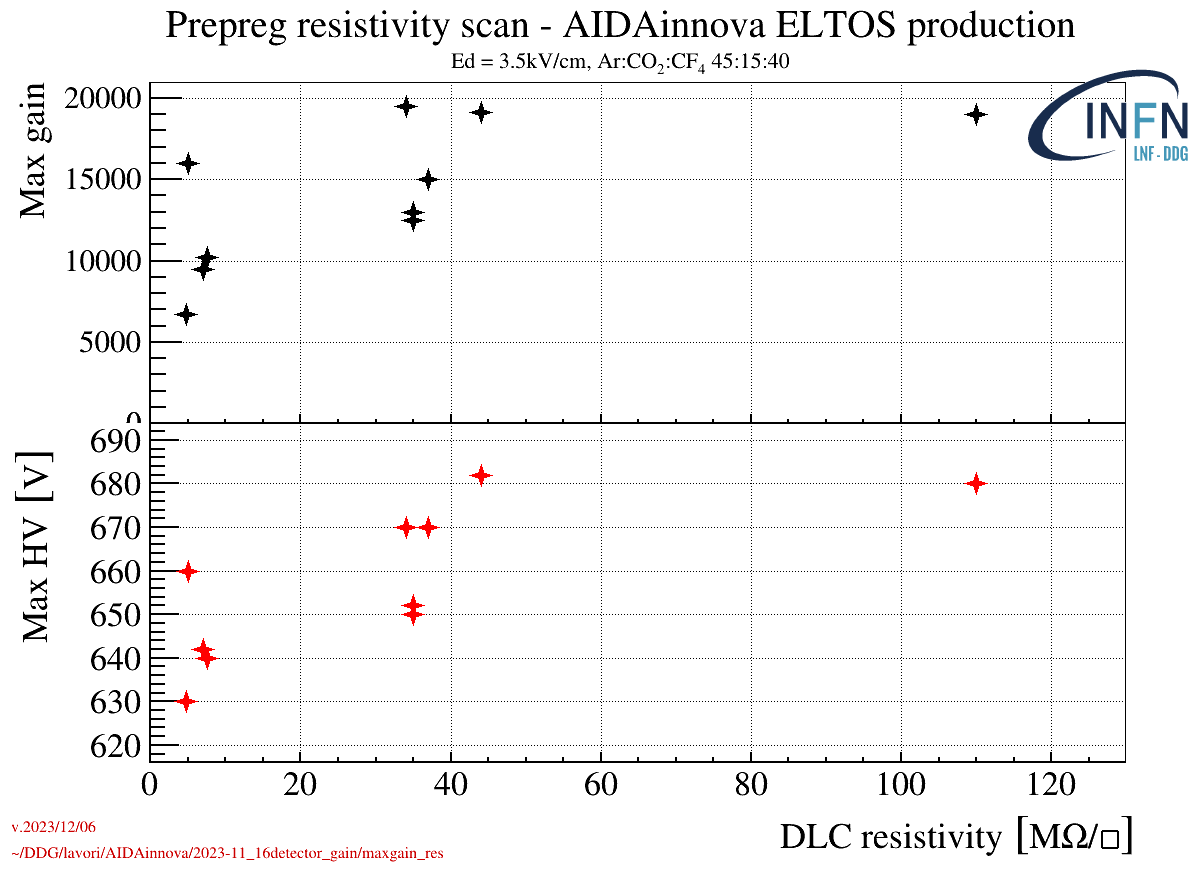 Prepreg resistivity scan - AIDAinnova ELTOS production
Ed = 3.5kV/cm, Ar:CO₂:CF₄ 45:15:40
INFN
LNF - DDG
Max gain
20000
15000
10000
5000
0
Max HV [V]
690
680
670
660
650
640
630
620
0 20 40 60 80 100 120
DLC resistivity [MΩ/□]
v.2023/12/06
~/DDG/lavori/AIDAinnova/2023-11_16detector_gain/maxgain_res